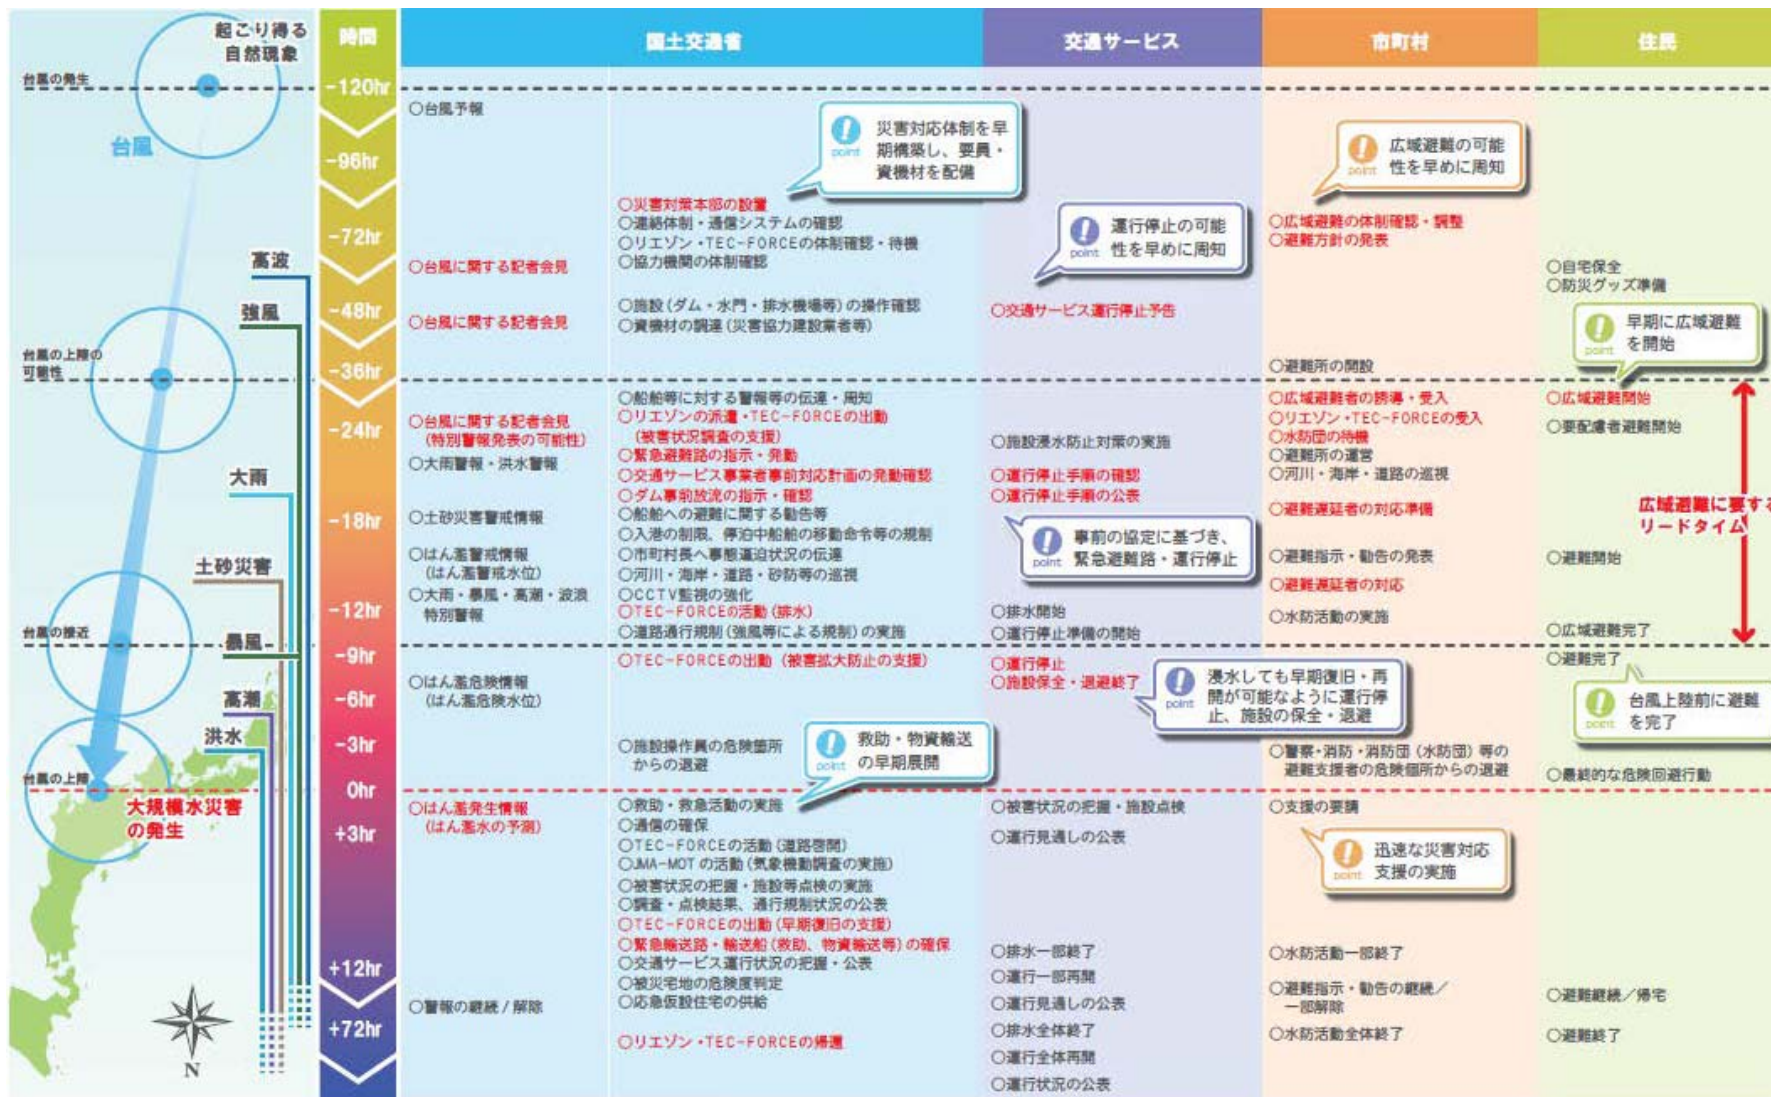 起こり得る
自然現象
時間
国土交通省
交通サービス
市町村
住民
台風の発生
台風
高波
強風
台風の上陸の
可能性
大雨
土砂災害
台風の接近
暴風
高潮
洪水
台風の上陸
大規模水災害
の発生
N
-120hr
-96hr
-72hr
-48hr
-36hr
-24hr
-18hr
-12hr
-9hr
-6hr
-3hr
0hr
+3hr
+12hr
+72hr
○台風予報
○台風に関する記者会見
○台風に関する記者会見
○台風に関する記者会見
(特別警報発表の可能性)
○大雨警報・洪水警報
○土砂災害警戒情報
○はん濫警戒情報
(はん濫警戒水位)
○大雨・暴風・高潮・波浪
特別警報
○はん濫危険情報
(はん濫危険水位)
○はん濫発生情報
(はん濫水の予測)
○警報の継続/解除
! point
災害対応体制を早
期構築し、要員・
資機材を配備
○災害対策本部の設置
○連絡体制・通信システムの確認
○リエゾン・TEC-FORCEの体制確認・待機
○協力機関の体制確認
○施設(ダム・水門・排水機場等)の操作確認
○資機材の調達(災害協力建設業者等)
○船舶等に対する警報等の伝達・周知
○リエゾンの派遣・TEC-FORCEの出動
(被害状況調査の支援)
○緊急避難路の指示・発動
○交通サービス事業者事前対応計画の発動確認
○ダム事前放流の指示・確認
○船舶への避難に関する勧告等
○入港の制限、停泊中船舶の移動命令等の規制
○市町村長へ事態逼迫状況の伝達
○河川・海岸・道路・砂防等の巡視
○CCTV監視の強化
○TEC-FORCEの活動(排水)
○道路通行規制(強風等による規制)の実施
○TEC-FORCEの出動 (被害拡大防止の支援)
○施設操作員の危険箇所
からの退避
! point
救助・物資輸送
の早期展開
○救助・救急活動の実施
○通信の確保
○TEC-FORCEの活動(道路啓開)
○JMA-MOT の活動(気象機動調査の実施)
○被害状況の把握・施設等点検の実施
○調査・点検結果、通行規制状況の公表
○TEC-FORCEの出動(早期復旧の支援)
○緊急輸送路・輸送船(救助、物資輸送等)の確保
○交通サービス運行状況の把握・公表
○被災宅地の危険度判定
○応急仮設住宅の供給
○リエゾン・TEC-FORCEの帰還
! point
運行停止の可能
性を早めに周知
○交通サービス運行停止予告
○施設浸水防止対策の実施
○運行停止手順の確認
○運行停止手順の公表
! point
事前の協定に基づき、
緊急避難路・運行停止
○排水開始
○運行停止準備の開始
○運行停止
○施設保全・退避終了
! point
浸水しても早期復旧・再
開が可能なように運行停
止、施設の保全・退避
○被害状況の把握・施設点検
○運行見通しの公表
○排水一部終了
○運行一部再開
○運行見通しの公表
○排水全体終了
○運行全体再開
○運行状況の公表
! point
広域避難の可能
性を早めに周知
○広域避難の体制確認・調整
○避難方針の発表
○避難所の開設
○広域避難者の誘導・受入
○リエゾン・TEC-FORCEの受入
○水防団の待機
○避難所の運営
○河川・海岸・道路の巡視
○避難遅延者の対応準備
○避難指示・勧告の発表
○避難遅延者の対応
○水防活動の実施
○警察・消防・消防団(水防団)等の
避難支援者の危険個所からの退避
○支援の要請
! point
迅速な災害対応
支援の実施
○水防活動一部終了
○避難指示・勧告の継続/
一部解除
○水防活動全体終了
○自宅保全
○防災グッズ準備
! point
早期に広域避難
を開始
○広域避難開始
○要配慮者避難開始
広域避難に要する
リードタイム
○避難開始
○広域避難完了
○避難完了
! point
台風上陸前に避難
を完了
○最終的な危険回避行動
○避難継続/帰宅
○避難終了